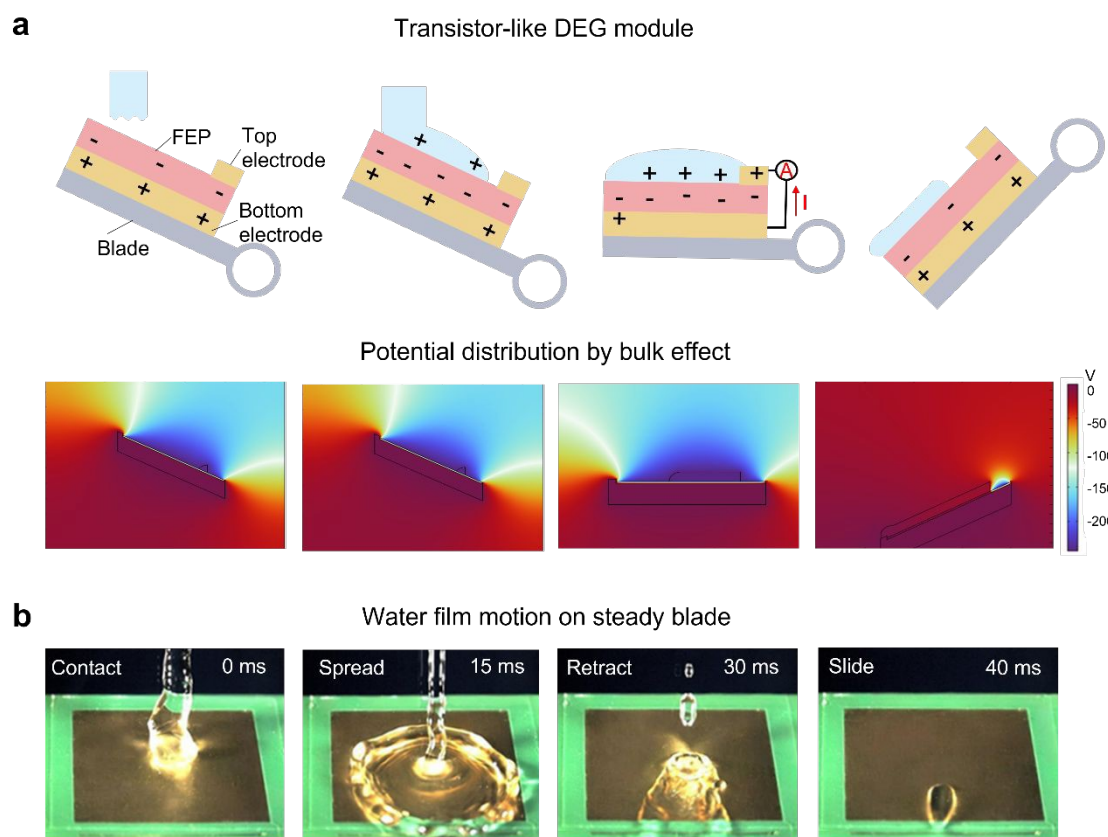 a
Transistor-like DEG module
FEP
Top
electrode
Bottom
electrode
Blade
- - -
+ + +
+ +
- - - - -
+ + +
+ + + + +
- - - - - -
+
A
I
- - -
+ + +
Potential distribution by bulk effect
V
0
-50
-100
-150
-200
b
Water film motion on steady blade
Contact 0 ms
Spread 15 ms
Retract 30 ms
Slide 40 ms